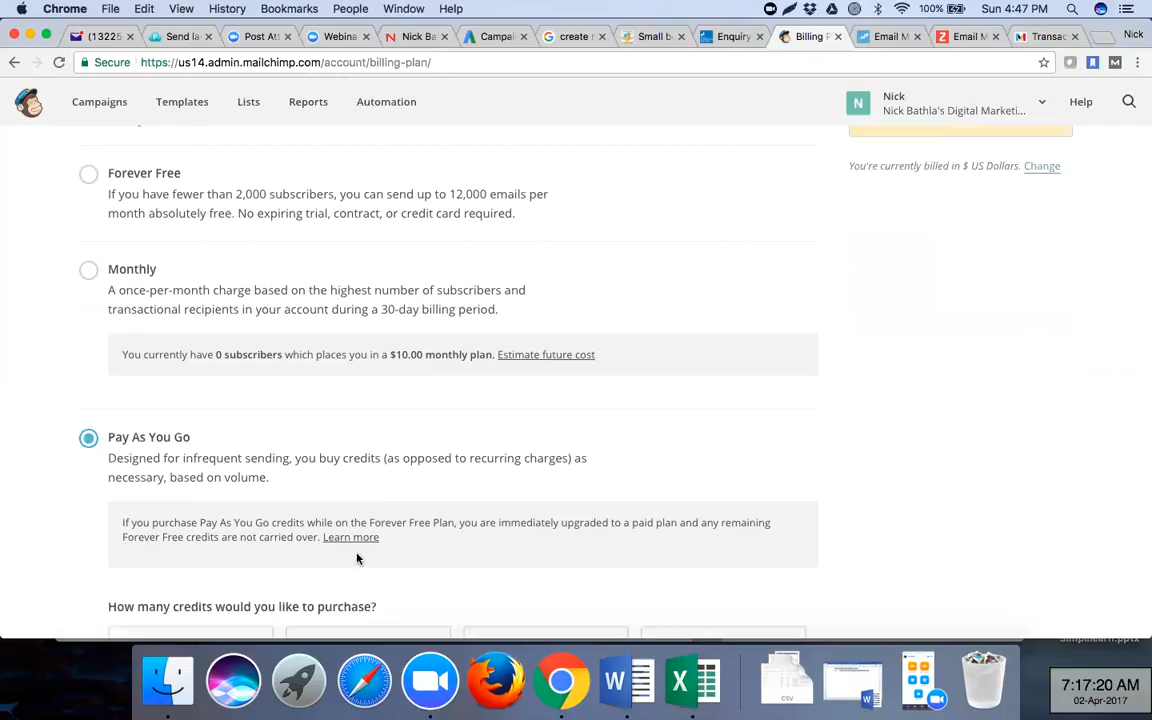 Chrome File Edit View History Bookmarks People Window Help 100% Sun 4:47 PM
(13225 Send la Post Att Webina Nick Ba Campai create r Small b Enquiry Billing P Email M Email M Transac Nick
Secure https://us14.admin.mailchimp.com/account/billing-plan/
Campaigns Templates Lists Reports Automation
N
Nick
Nick Bathla's Digital Marketi...
Help
You're currently billed in $ US Dollars. Change
Forever Free
If you have fewer than 2,000 subscribers, you can send up to 12,000 emails per
month absolutely free. No expiring trial, contract, or credit card required.
Monthly
A once-per-month charge based on the highest number of subscribers and
transactional recipients in your account during a 30-day billing period.
You currently have 0 subscribers which places you in a $10.00 monthly plan. Estimate future cost
Pay As You Go
Designed for infrequent sending, you buy credits (as opposed to recurring charges) as
necessary, based on volume.
If you purchase Pay As You Go credits while on the Forever Free Plan, you are immediately upgraded to a paid plan and any remaining
Forever Free credits are not carried over. Learn more
How many credits would you like to purchase?
Simplilearn.pptx
W
X
CSV
7:17:20 AM
02-Apr-2017